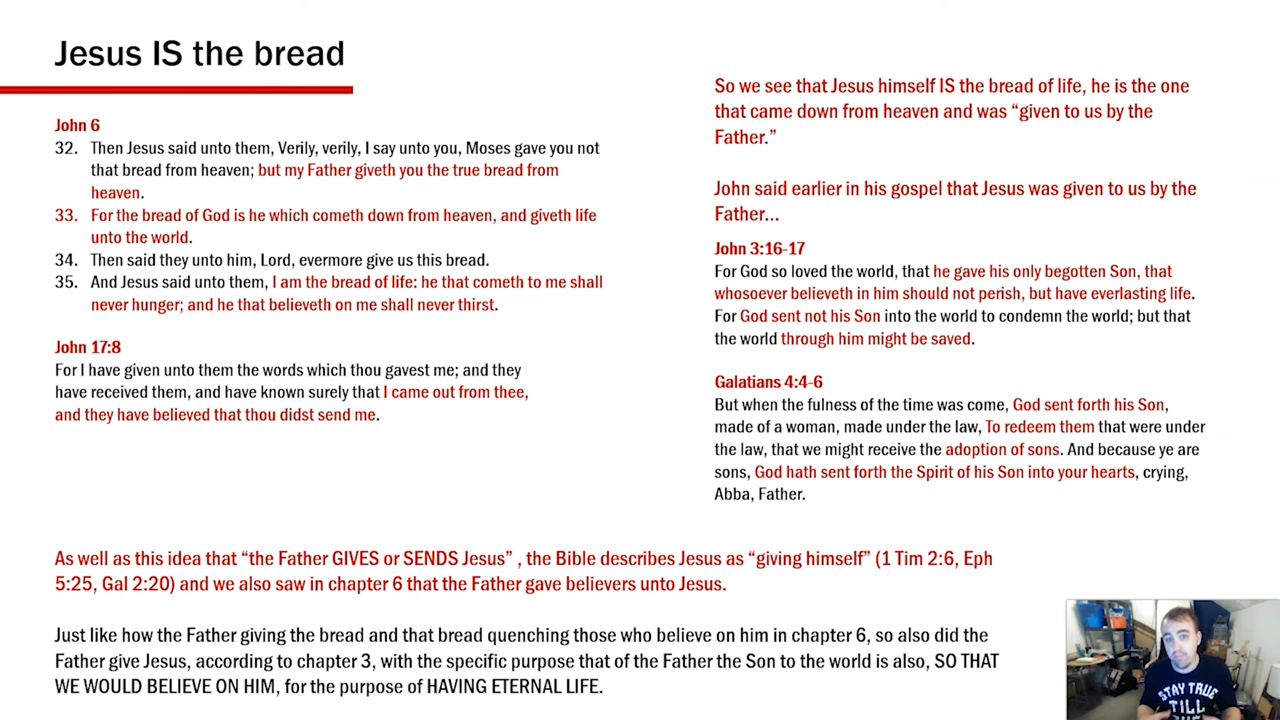 Jesus IS the bread
John 6
32. Then Jesus said unto them, Verily, verily, I say unto you, Moses gave you not
that bread from heaven; but my Father giveth you the true bread from
heaven.
33. For the bread of God is he which cometh down from heaven, and giveth life
unto the world.
34. Then said they unto him, Lord, evermore give us this bread.
35. And Jesus said unto them, I am the bread of life: he that cometh to me shall
never hunger; and he that believeth on me shall never thirst.
John 17:8
For I have given unto them the words which thou gavest me; and they
have received them, and have known surely that I came out from thee,
and they have believed that thou didst send me.
So we see that Jesus himself IS the bread of life, he is the one
that came down from heaven and was “given to us by the
Father.”
John said earlier in his gospel that Jesus was given to us by the
Father...
John 3:16-17
For God so loved the world, that he gave his only begotten Son, that
whosoever believeth in him should not perish, but have everlasting life.
For God sent not his Son into the world to condemn the world; but that
the world through him might be saved.
Galatians 4:4-6
But when the fulness of the time was come, God sent forth his Son,
made of a woman, made under the law, To redeem them that were under
the law, that we might receive the adoption of sons. And because ye are
sons, God hath sent forth the Spirit of his Son into your hearts, crying,
Abba, Father.
As well as this idea that “the Father GIVES or SENDS Jesus” , the Bible describes Jesus as “giving himself” (1 Tim 2:6, Eph
5:25, Gal 2:20) and we also saw in chapter 6 that the Father gave believers unto Jesus.
Just like how the Father giving the bread and that bread quenching those who believe on him in chapter 6, so also did the
Father give Jesus, according to chapter 3, with the specific purpose that of the Father the Son to the world is also, SO THAT
WE WOULD BELIEVE ON HIM, for the purpose of HAVING ETERNAL LIFE.
STAY TRUE
TILL